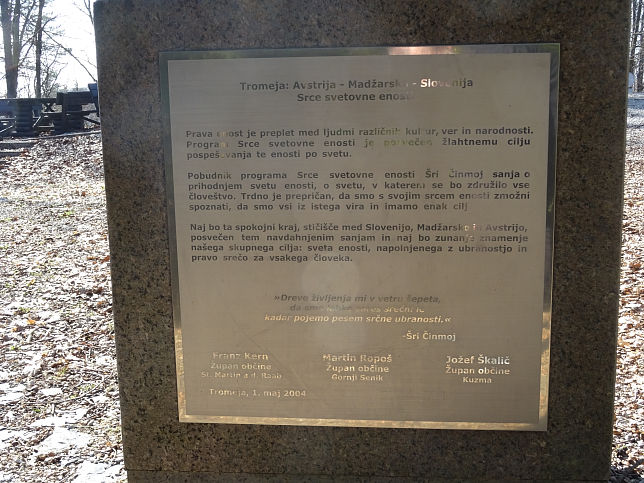 Tromeja: Avstrija - Madžarska - Slovenija
Srce svetovne enosti
Prava enost je preplet med ljudmi različnih kultur, ver in narodnosti.
Program Srce svetovne enosti je posvečen žlahtnemu cilju
pospeševanja te enosti po svetu.
Pobudnik programa Srce svetovne enosti Šri Činmoj sanja o
prihodnjem svetu enosti, o svetu, v katerem se bo združilo vse
človeštvo. Trdno je prepričan, da smo s svojim srcem enosti zmožni
spoznati, da smo vsi iz istega vira in imamo enak cilj
Naj bo ta spokojni kraj, stičišče med Slovenijo, Madžarsko in Avstrijo,
posvečen tem navdahnjenim sanjam in naj bo zunanje znamenje
našega skupnega cilja: sveta enosti, napolnjenega z ubranostjo in
pravo srečo za vsakega človeka.
»Drevo življenja mi v vetru šepeta,
da smo lahko zares srečni le
kadar pojemo pesem srčne ubranosti.«
-Šri Činmoj
Franz Kern Martin Ropoš Jožef Škalič
Župan občine Župan občine Župan občine
St. Martin a.d. Raab Gornji Senik Kuzma
Tromeja, 1. maj 2004